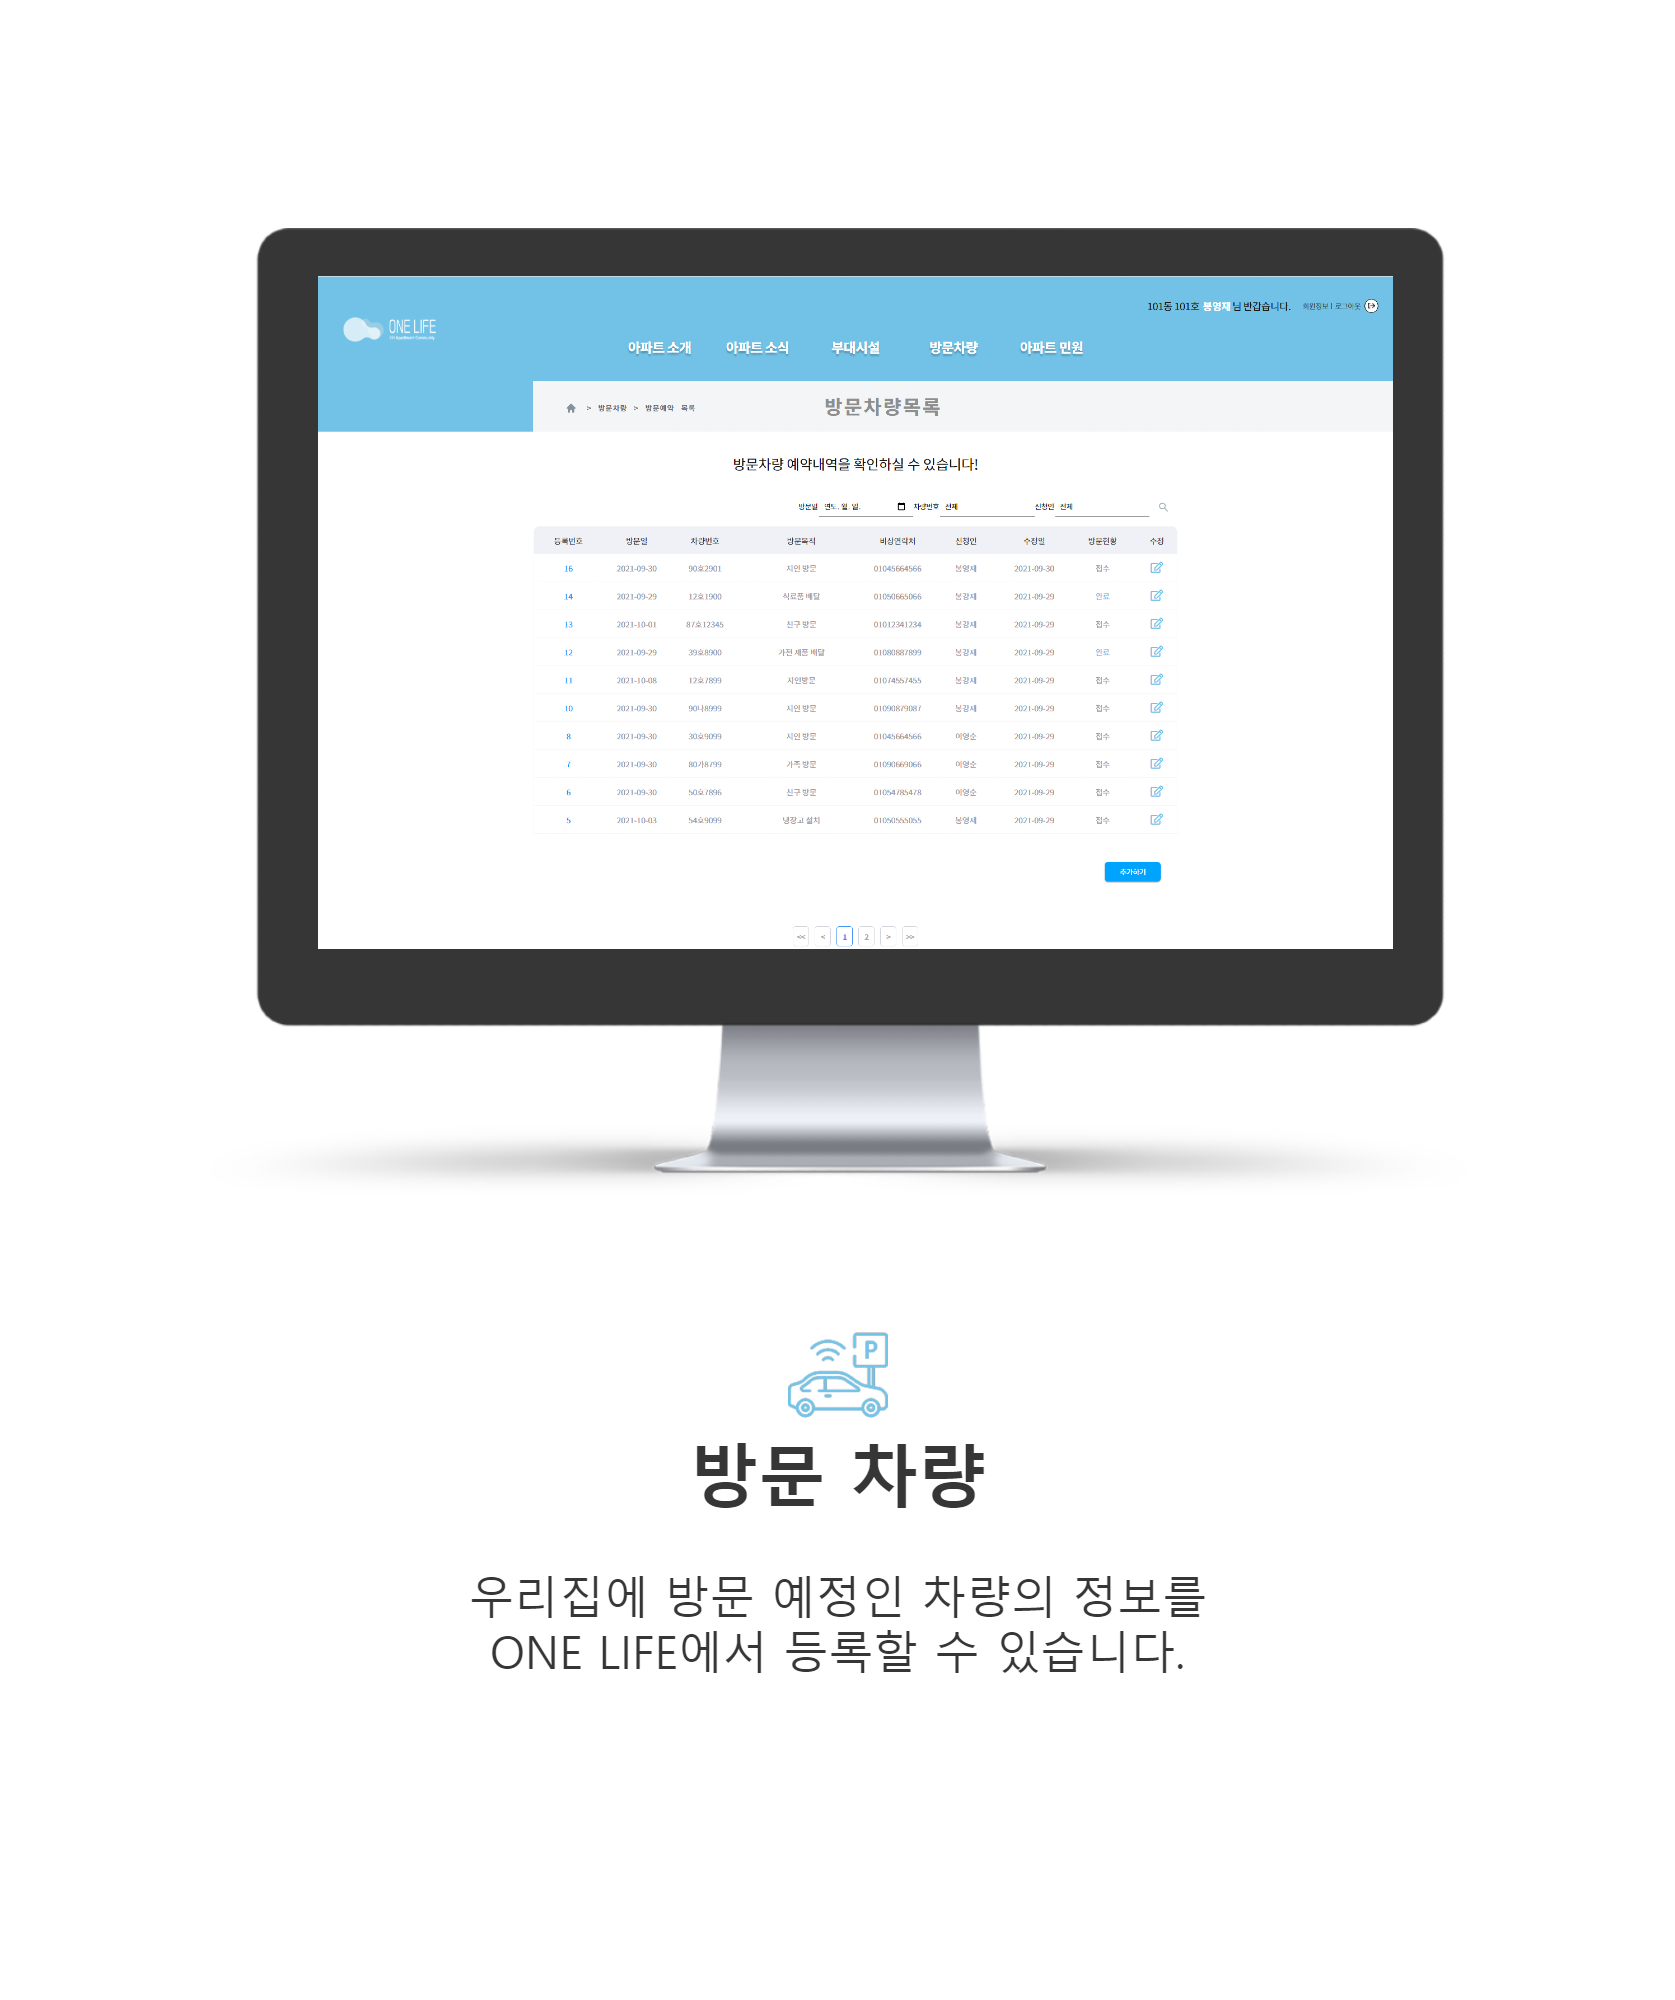 101동 101호 봉영재 님 반갑습니다. 회원정보 | 로그아웃
ONE LIFE
아파트 소개 아파트 소식 부대시설 방문차량 아파트 민원
> 방문차량 > 방문예약 목록
방문차량목록
방문차량 예약내역을 확인하실 수 있습니다!
방문일 연도. 월. 일. 차량번호 전체 신청인 전체
등록번호 방문일 차량번호 방문목적 비상연락처 신청인 수정일 방문현황 수정
16 2021-09-30 90호2901 지인 방문 01045664566 봉영재 2021-09-30 접수
14 2021-09-29 12호1900 식료품 배달 01050665066 봉강재 2021-09-29 완료
13 2021-10-01 87호12345 친구 방문 01012341234 봉강재 2021-09-29 접수
12 2021-09-29 39호8900 가전 제품 배달 01080887899 봉강재 2021-09-29 완료
11 2021-10-08 12호7899 지인방문 01074557455 봉강재 2021-09-29 접수
10 2021-09-30 90나8999 지인 방문 01090879087 봉강재 2021-09-29 접수
8 2021-09-30 30호9099 지인 방문 01045664566 이영순 2021-09-29 접수
7 2021-09-30 80가8799 가족 방문 01090669066 이영순 2021-09-29 접수
6 2021-09-30 50호7896 친구 방문 01054785478 이영순 2021-09-29 접수
5 2021-10-03 54호9099 냉장고 설치 01050555055 봉영재 2021-09-29 접수
추가하기
<< < 1 2 > >>
P
방문 차량
우리집에 방문 예정인 차량의 정보를
ONE LIFE에서 등록할 수 있습니다.